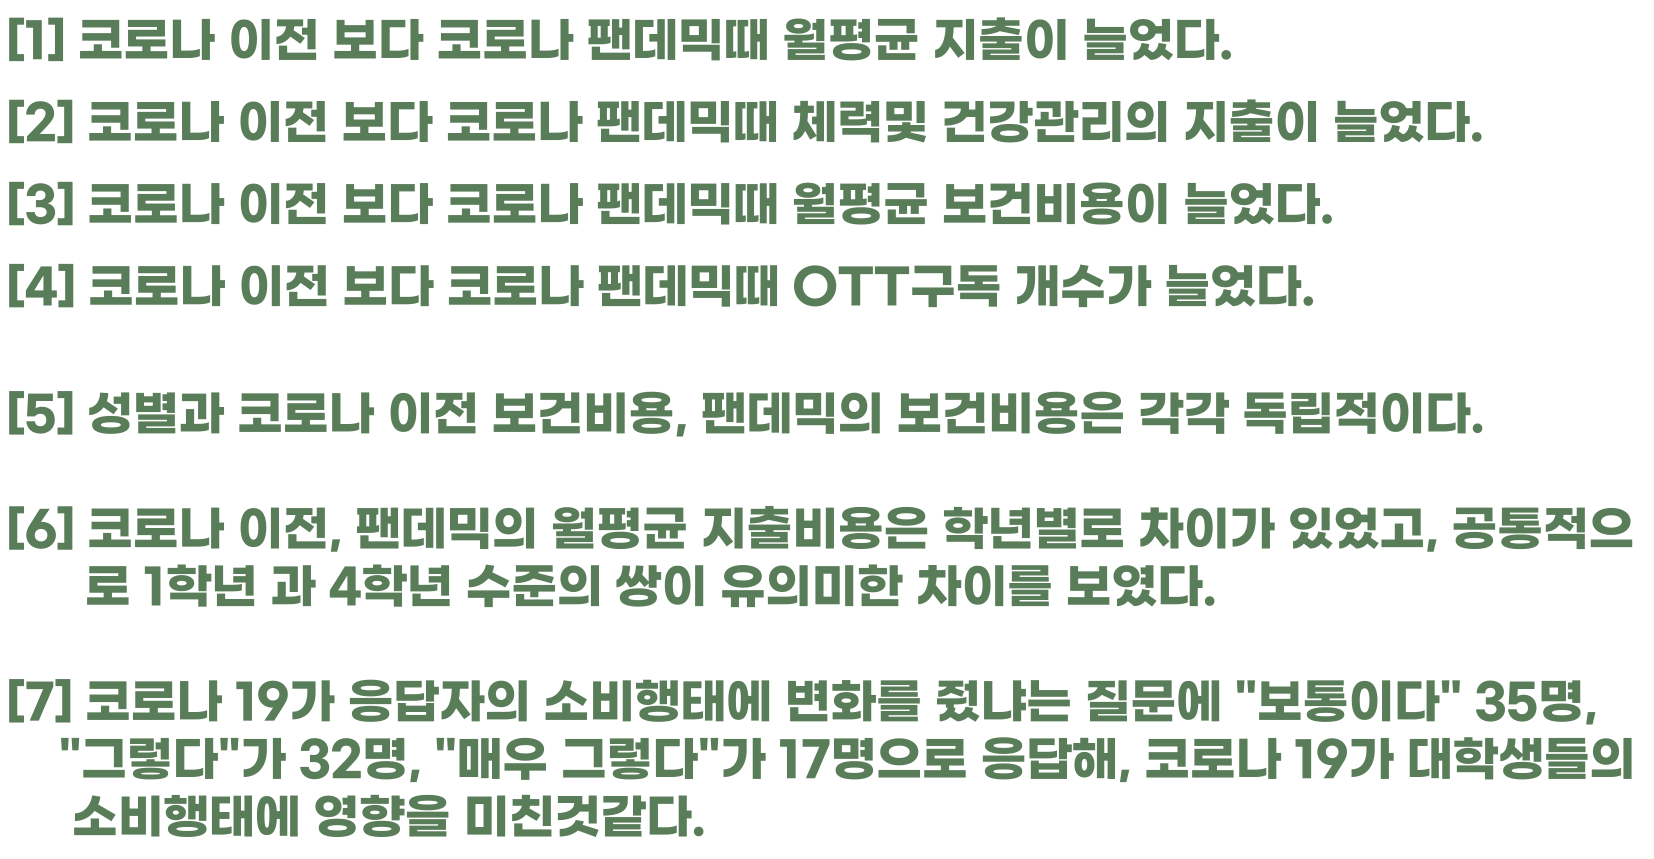 [1] 코로나 이전 보다 코로나 팬데믹때 월평균 지출이 늘었다.
[2] 코로나 이전 보다 코로나 팬데믹때 체력및 건강관리의 지출이 늘었다.
[3] 코로나 이전 보다 코로나 팬데믹때 월평균 보건비용이 늘었다.
[4] 코로나 이전 보다 코로나 팬데믹때 OTT구독 개수가 늘었다.
[5] 성별과 코로나 이전 보건비용, 팬데믹의 보건비용은 각각 독립적이다.
[6] 코로나 이전, 팬데믹의 월평균 지출비용은 학년별로 차이가 있었고, 공통적으
로 1학년 과 4학년 수준의 쌍이 유의미한 차이를 보였다.
[7] 코로나 19가 응답자의 소비행태에 변화를 줬냐는 질문에 "보통이다" 35명,
"그렇다"가 32명, "매우 그렇다"가 17명으로 응답해, 코로나 19가 대학생들의
소비행태에 영향을 미친것같다.